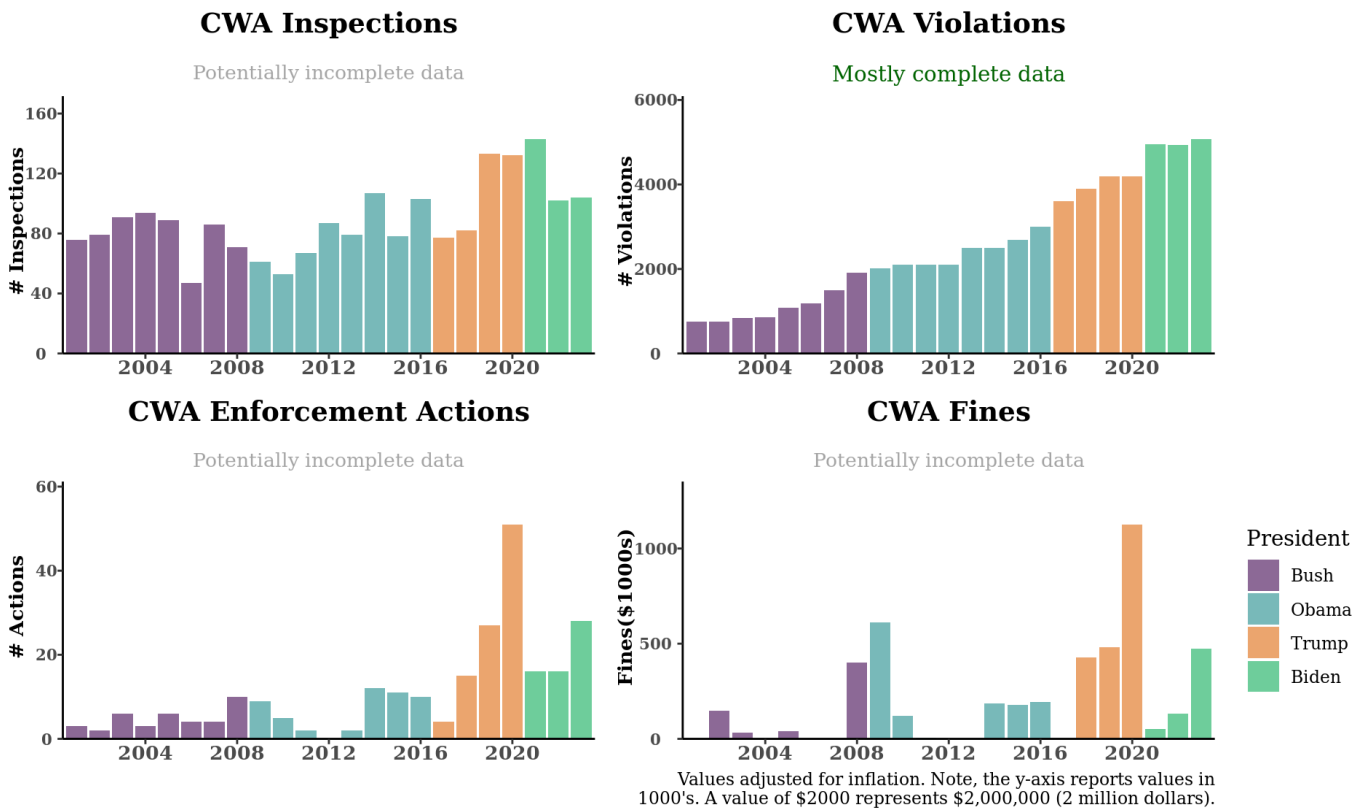 CWA Inspections
Potentially incomplete data
# Inspections
160
120
80
40
0
2004 2008 2012 2016 2020
CWA Violations
Mostly complete data
# Violations
6000
4000
2000
0
2004 2008 2012 2016 2020
CWA Enforcement Actions
Potentially incomplete data
# Actions
60
40
20
0
2004 2008 2012 2016 2020
CWA Fines
Potentially incomplete data
Fines($1000s)
1000
500
0
2004 2008 2012 2016 2020
President
Bush
Obama
Trump
Biden
Values adjusted for inflation. Note, the y-axis reports values in
1000's. A value of $2000 represents $2,000,000 (2 million dollars).